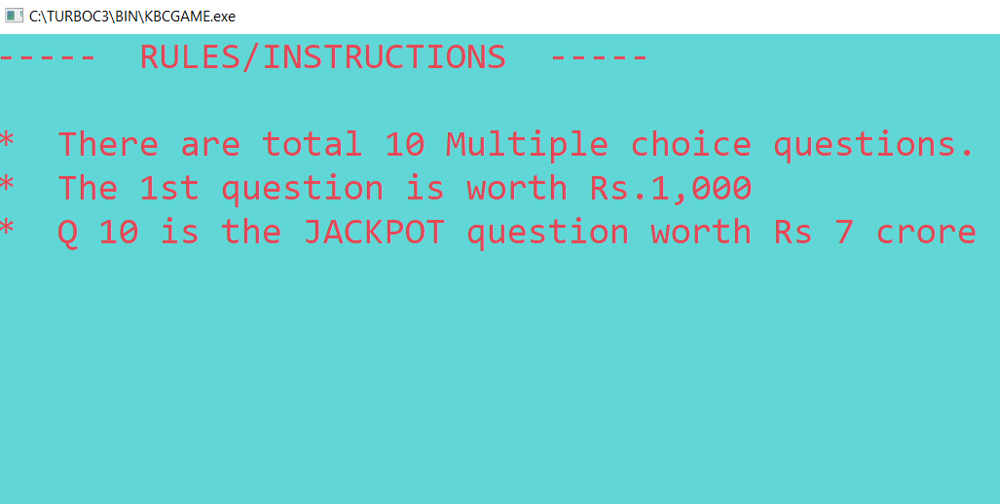 C:\TURBOC3\BIN\KBCGAME.exe
----- RULES/INSTRUCTIONS -----
* There are total 10 Multiple choice questions.
* The 1st question is worth Rs.1,000
* Q 10 is the JACKPOT question worth Rs 7 crore